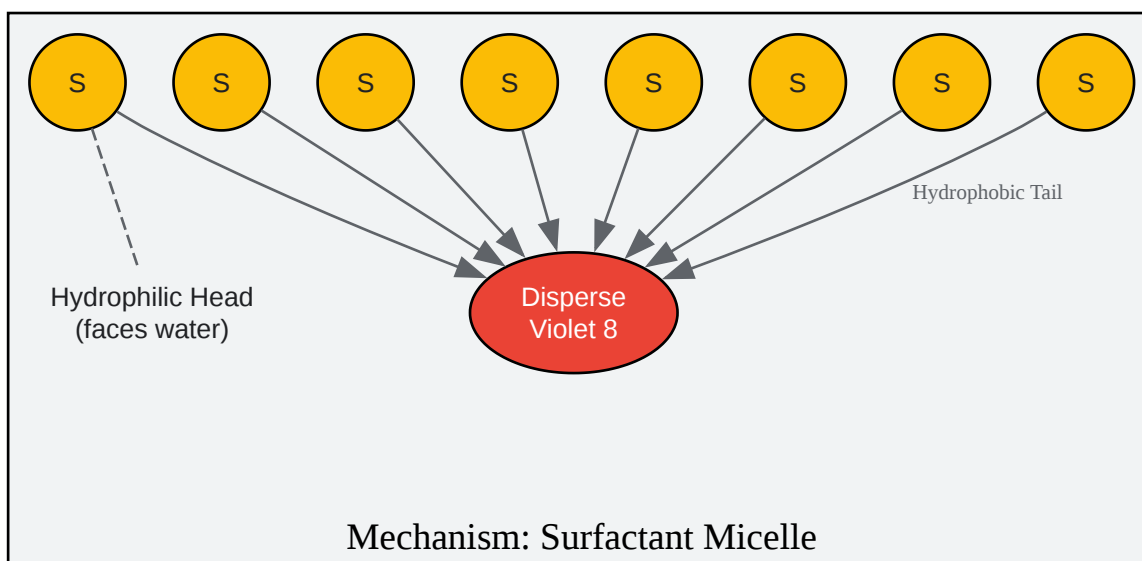 S S S S S S S S
Hydrophobic Tail
Hydrophilic Head
(faces water)
Disperse
Violet 8
Mechanism: Surfactant Micelle